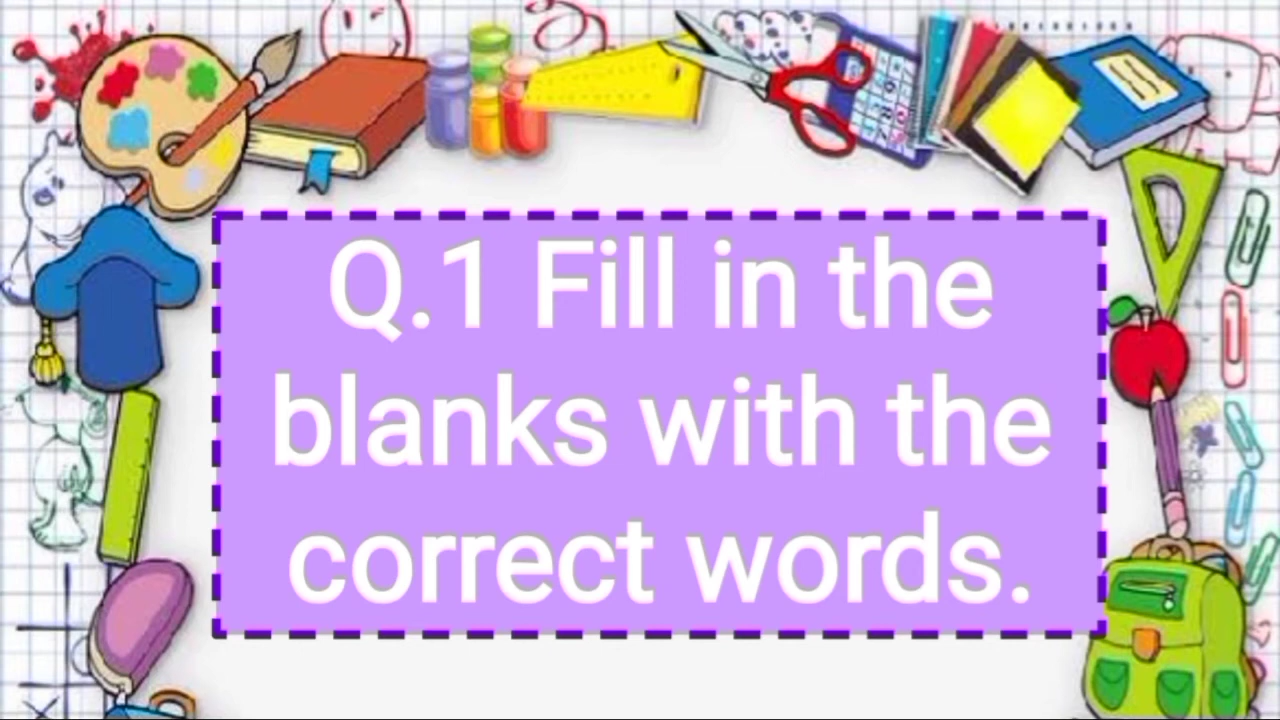 Q.1 Fill in the
blanks with the
correct words.